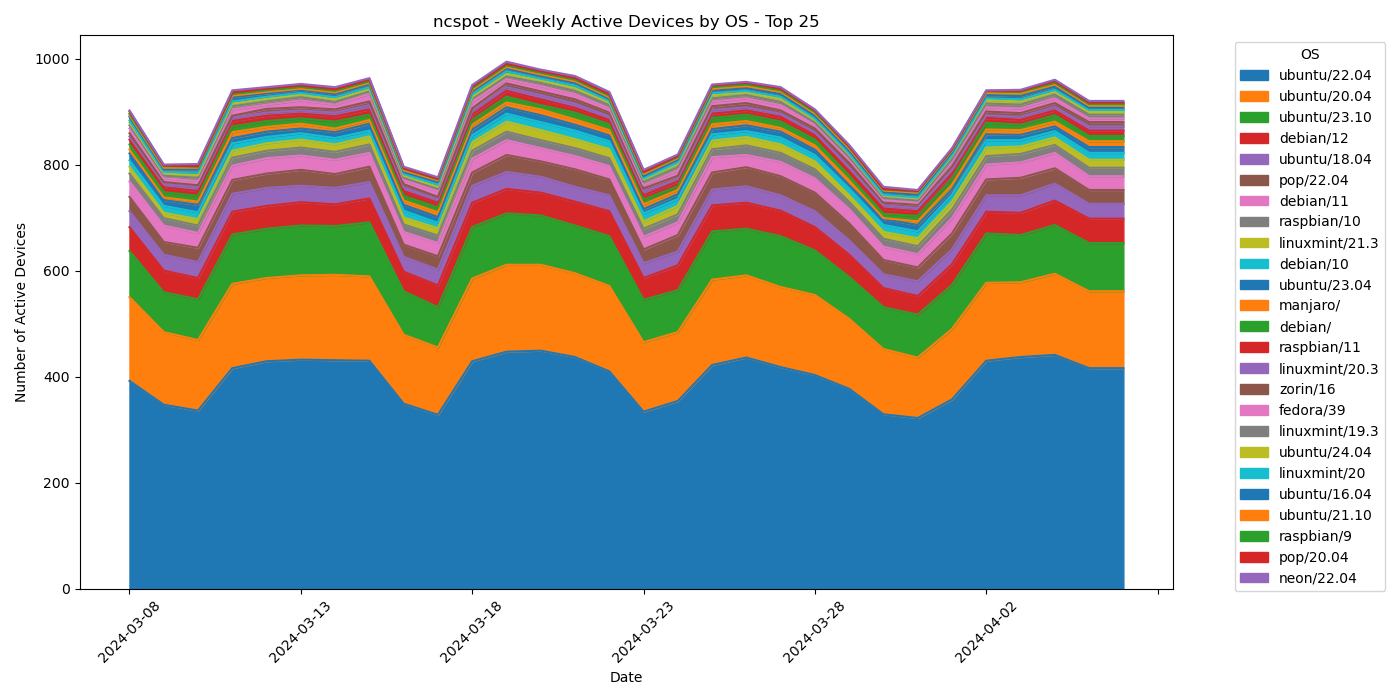 ncspot - Weekly Active Devices by OS - Top 25
Number of Active Devices
1000
800
600
400
200
0
2024-03-08
2024-03-13
2024-03-18
2024-03-23
2024-03-28
2024-04-02
Date
OS
ubuntu/22.04
ubuntu/20.04
ubuntu/23.10
debian/12
ubuntu/18.04
pop/22.04
debian/11
raspbian/10
linuxmint/21.3
debian/10
ubuntu/23.04
manjaro/
debian/
raspbian/11
linuxmint/20.3
zorin/16
fedora/39
linuxmint/19.3
ubuntu/24.04
linuxmint/20
ubuntu/16.04
ubuntu/21.10
raspbian/9
pop/20.04
neon/22.04